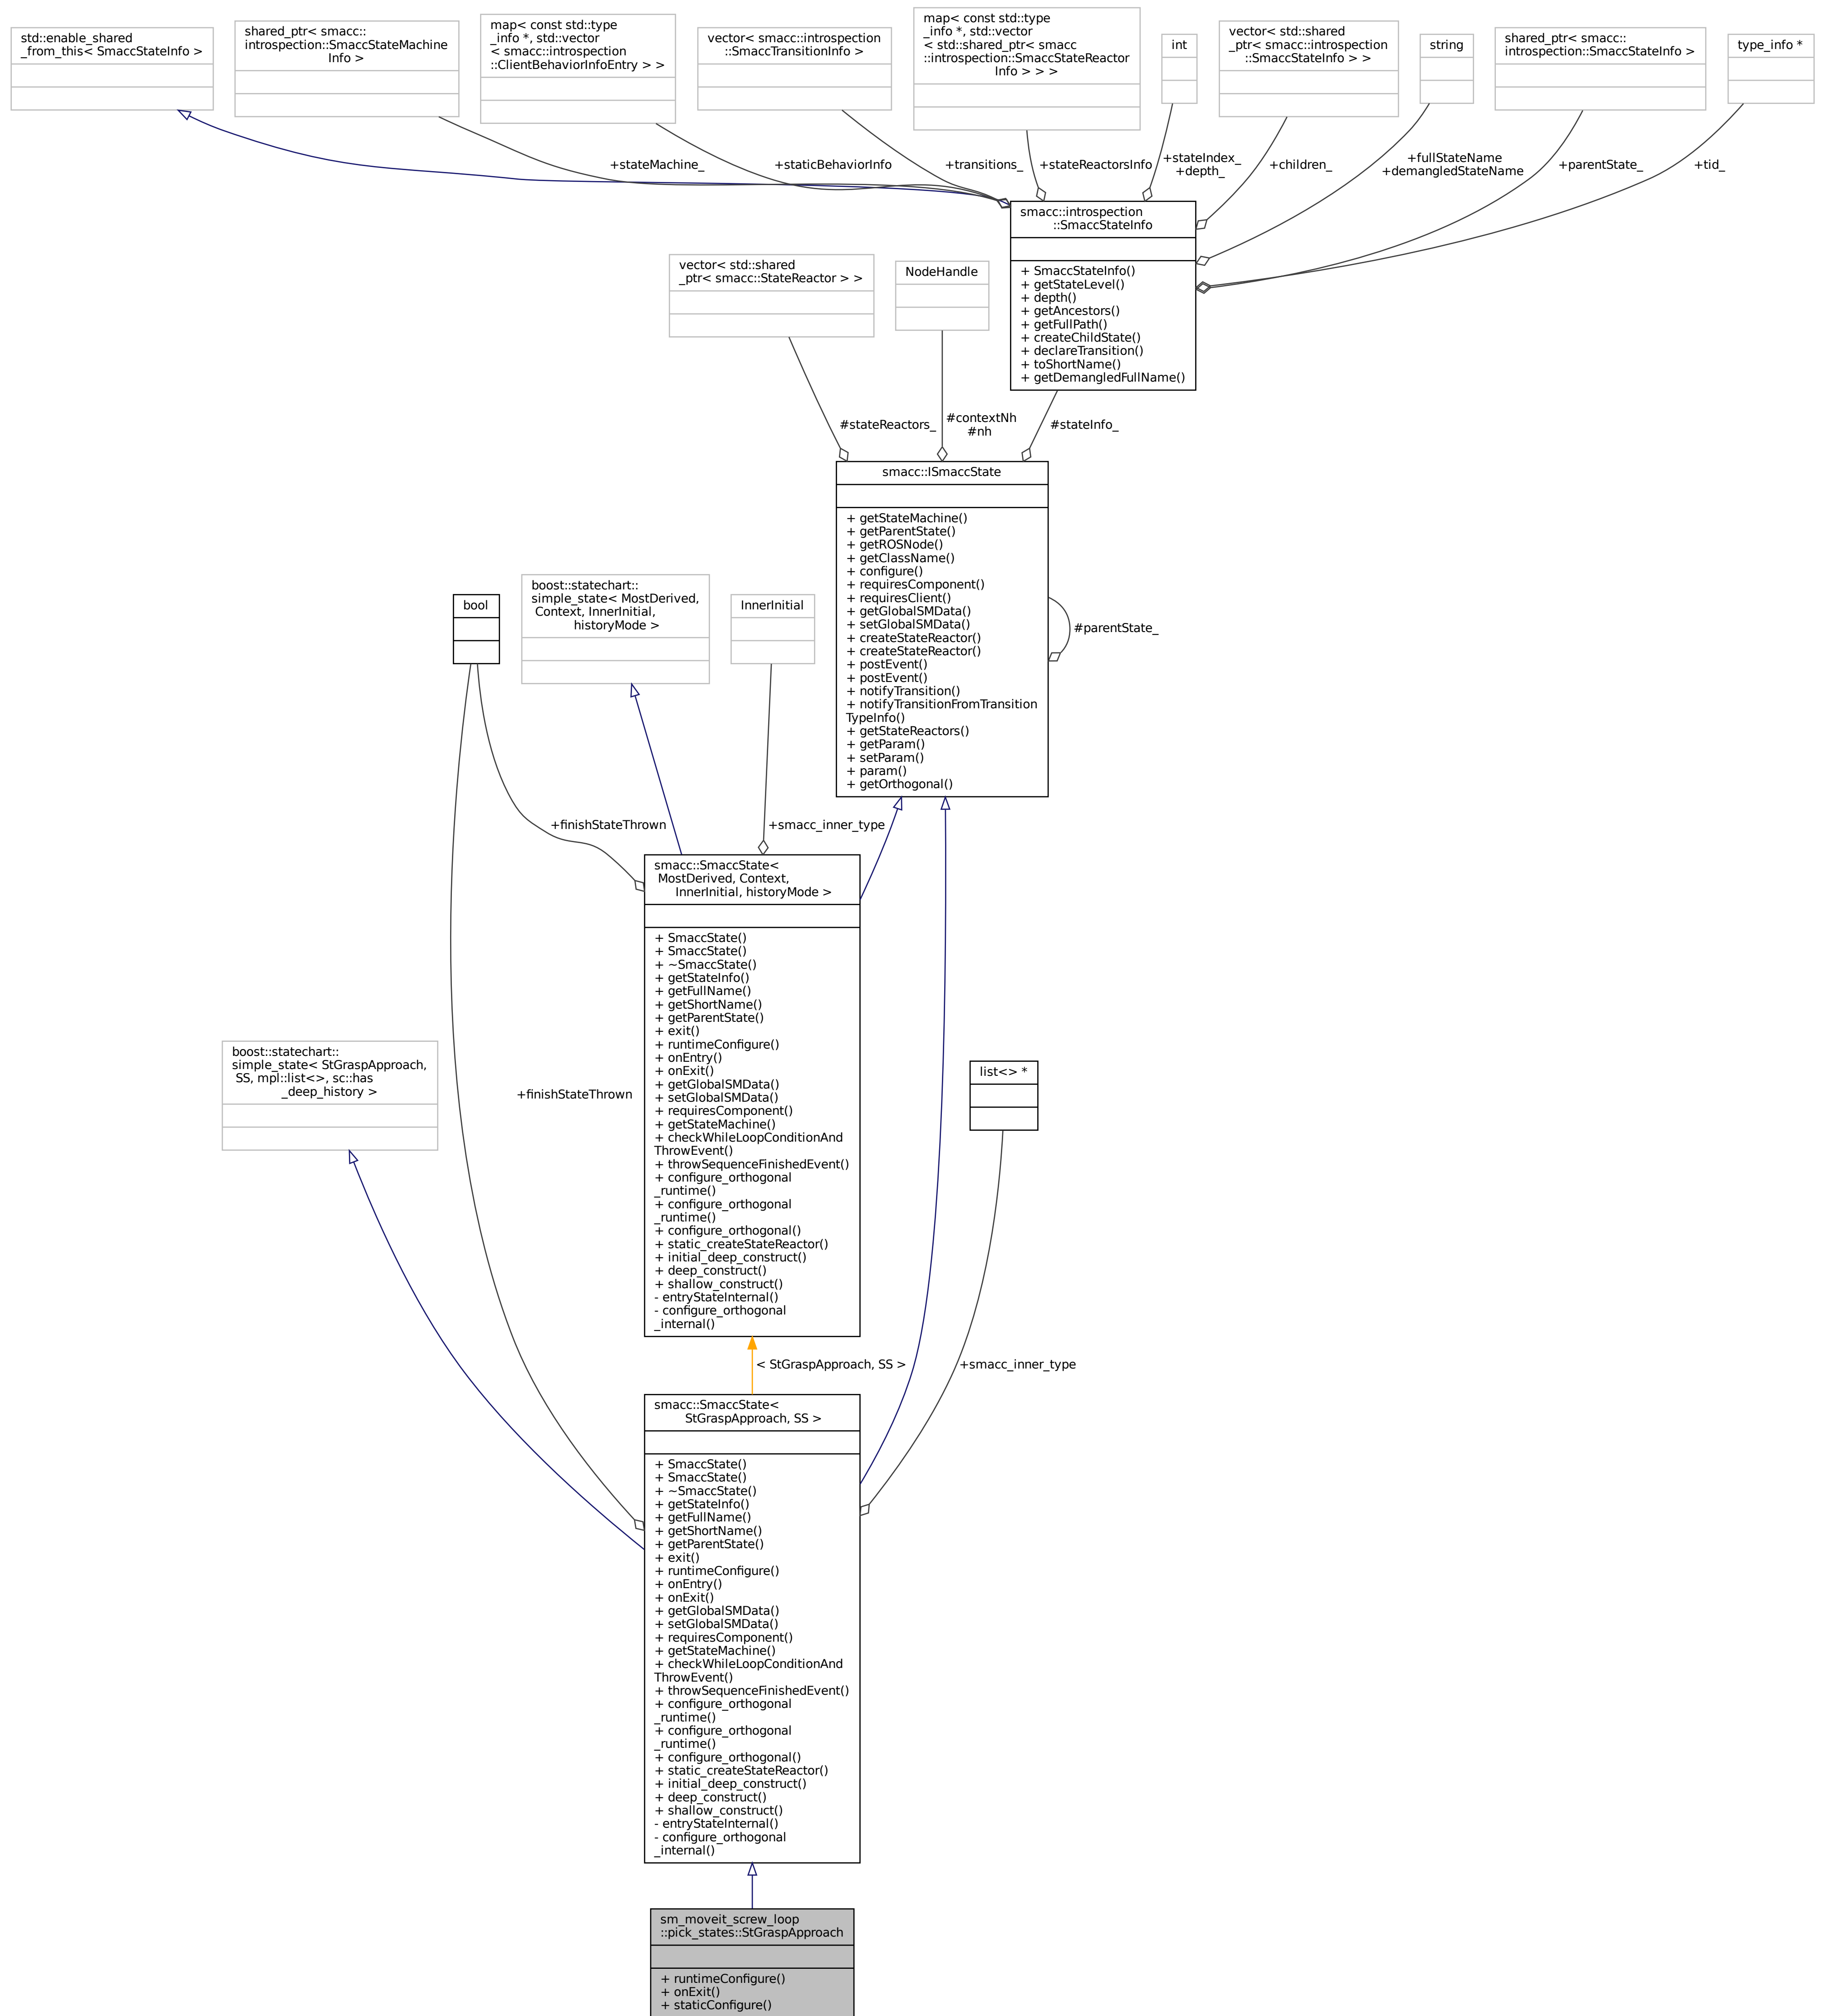 std::enable_shared
_from_this< SmaccStateInfo >
shared_ptr< smacc::
introspection::SmaccStateMachine
Info >
map< const std::type
_info *, std::vector
< smacc::introspection
::ClientBehaviorInfoEntry > >
vector< smacc::introspection
::SmaccTransitionInfo >
map< const std::type
_info *, std::vector
< std::shared_ptr< smacc
::introspection::SmaccStateReactor
Info > > >
int
vector< std::shared
_ptr< smacc::introspection
::SmaccStateInfo > >
string
shared_ptr< smacc::
introspection::SmaccStateInfo >
type_info *
+stateMachine_
+staticBehaviorInfo
+transitions_
+stateReactorsInfo
+stateIndex_
+depth_
+children_
+fullStateName
+demangledStateName
+parentState_
+tid_
smacc::introspection
::SmaccStateInfo
+ SmaccStateInfo()
+ getStateLevel()
+ depth()
+ getAncestors()
+ getFullPath()
+ createChildState()
+ declareTransition()
+ toShortName()
+ getDemangledFullName()
vector< std::shared
_ptr< smacc::StateReactor > >
NodeHandle
#stateReactors_
#contextNh
#nh
#stateInfo_
smacc::ISmaccState
+ getStateMachine()
+ getParentState()
+ getROSNode()
+ getClassName()
+ configure()
+ requiresComponent()
+ requiresClient()
+ getGlobalSMData()
+ setGlobalSMData()
+ createStateReactor()
+ createStateReactor()
+ postEvent()
+ postEvent()
+ notifyTransition()
+ notifyTransitionFromTransition
TypeInfo()
+ getStateReactors()
+ getParam()
+ setParam()
+ param()
+ getOrthogonal()
#parentState_
bool
boost::statechart::
simple_state< MostDerived,
Context, InnerInitial,
historyMode >
InnerInitial
+finishStateThrown
+smacc_inner_type
smacc::SmaccState<
MostDerived, Context,
InnerInitial, historyMode >
+ SmaccState()
+ SmaccState()
+ ~SmaccState()
+ getStateInfo()
+ getFullName()
+ getShortName()
+ getParentState()
+ exit()
+ runtimeConfigure()
+ onEntry()
+ onExit()
+ getGlobalSMData()
+ setGlobalSMData()
+ requiresComponent()
+ getStateMachine()
+ checkWhileLoopConditionAnd
ThrowEvent()
+ throwSequenceFinishedEvent()
+ configure_orthogonal
_runtime()
+ configure_orthogonal
_runtime()
+ configure_orthogonal()
+ static_createStateReactor()
+ initial_deep_construct()
+ deep_construct()
+ shallow_construct()
- entryStateInternal()
- configure_orthogonal
_internal()
boost::statechart::
simple_state< StGraspApproach,
SS, mpl::list<>, sc::has
_deep_history >
+finishStateThrown
list<> *
< StGraspApproach, SS >
+smacc_inner_type
smacc::SmaccState<
StGraspApproach, SS >
+ SmaccState()
+ SmaccState()
+ ~SmaccState()
+ getStateInfo()
+ getFullName()
+ getShortName()
+ getParentState()
+ exit()
+ runtimeConfigure()
+ onEntry()
+ onExit()
+ getGlobalSMData()
+ setGlobalSMData()
+ requiresComponent()
+ getStateMachine()
+ checkWhileLoopConditionAnd
ThrowEvent()
+ throwSequenceFinishedEvent()
+ configure_orthogonal
_runtime()
+ configure_orthogonal
_runtime()
+ configure_orthogonal()
+ static_createStateReactor()
+ initial_deep_construct()
+ deep_construct()
+ shallow_construct()
- entryStateInternal()
- configure_orthogonal
_internal()
sm_moveit_screw_loop
::pick_states::StGraspApproach
+ runtimeConfigure()
+ onExit()
+ staticConfigure()